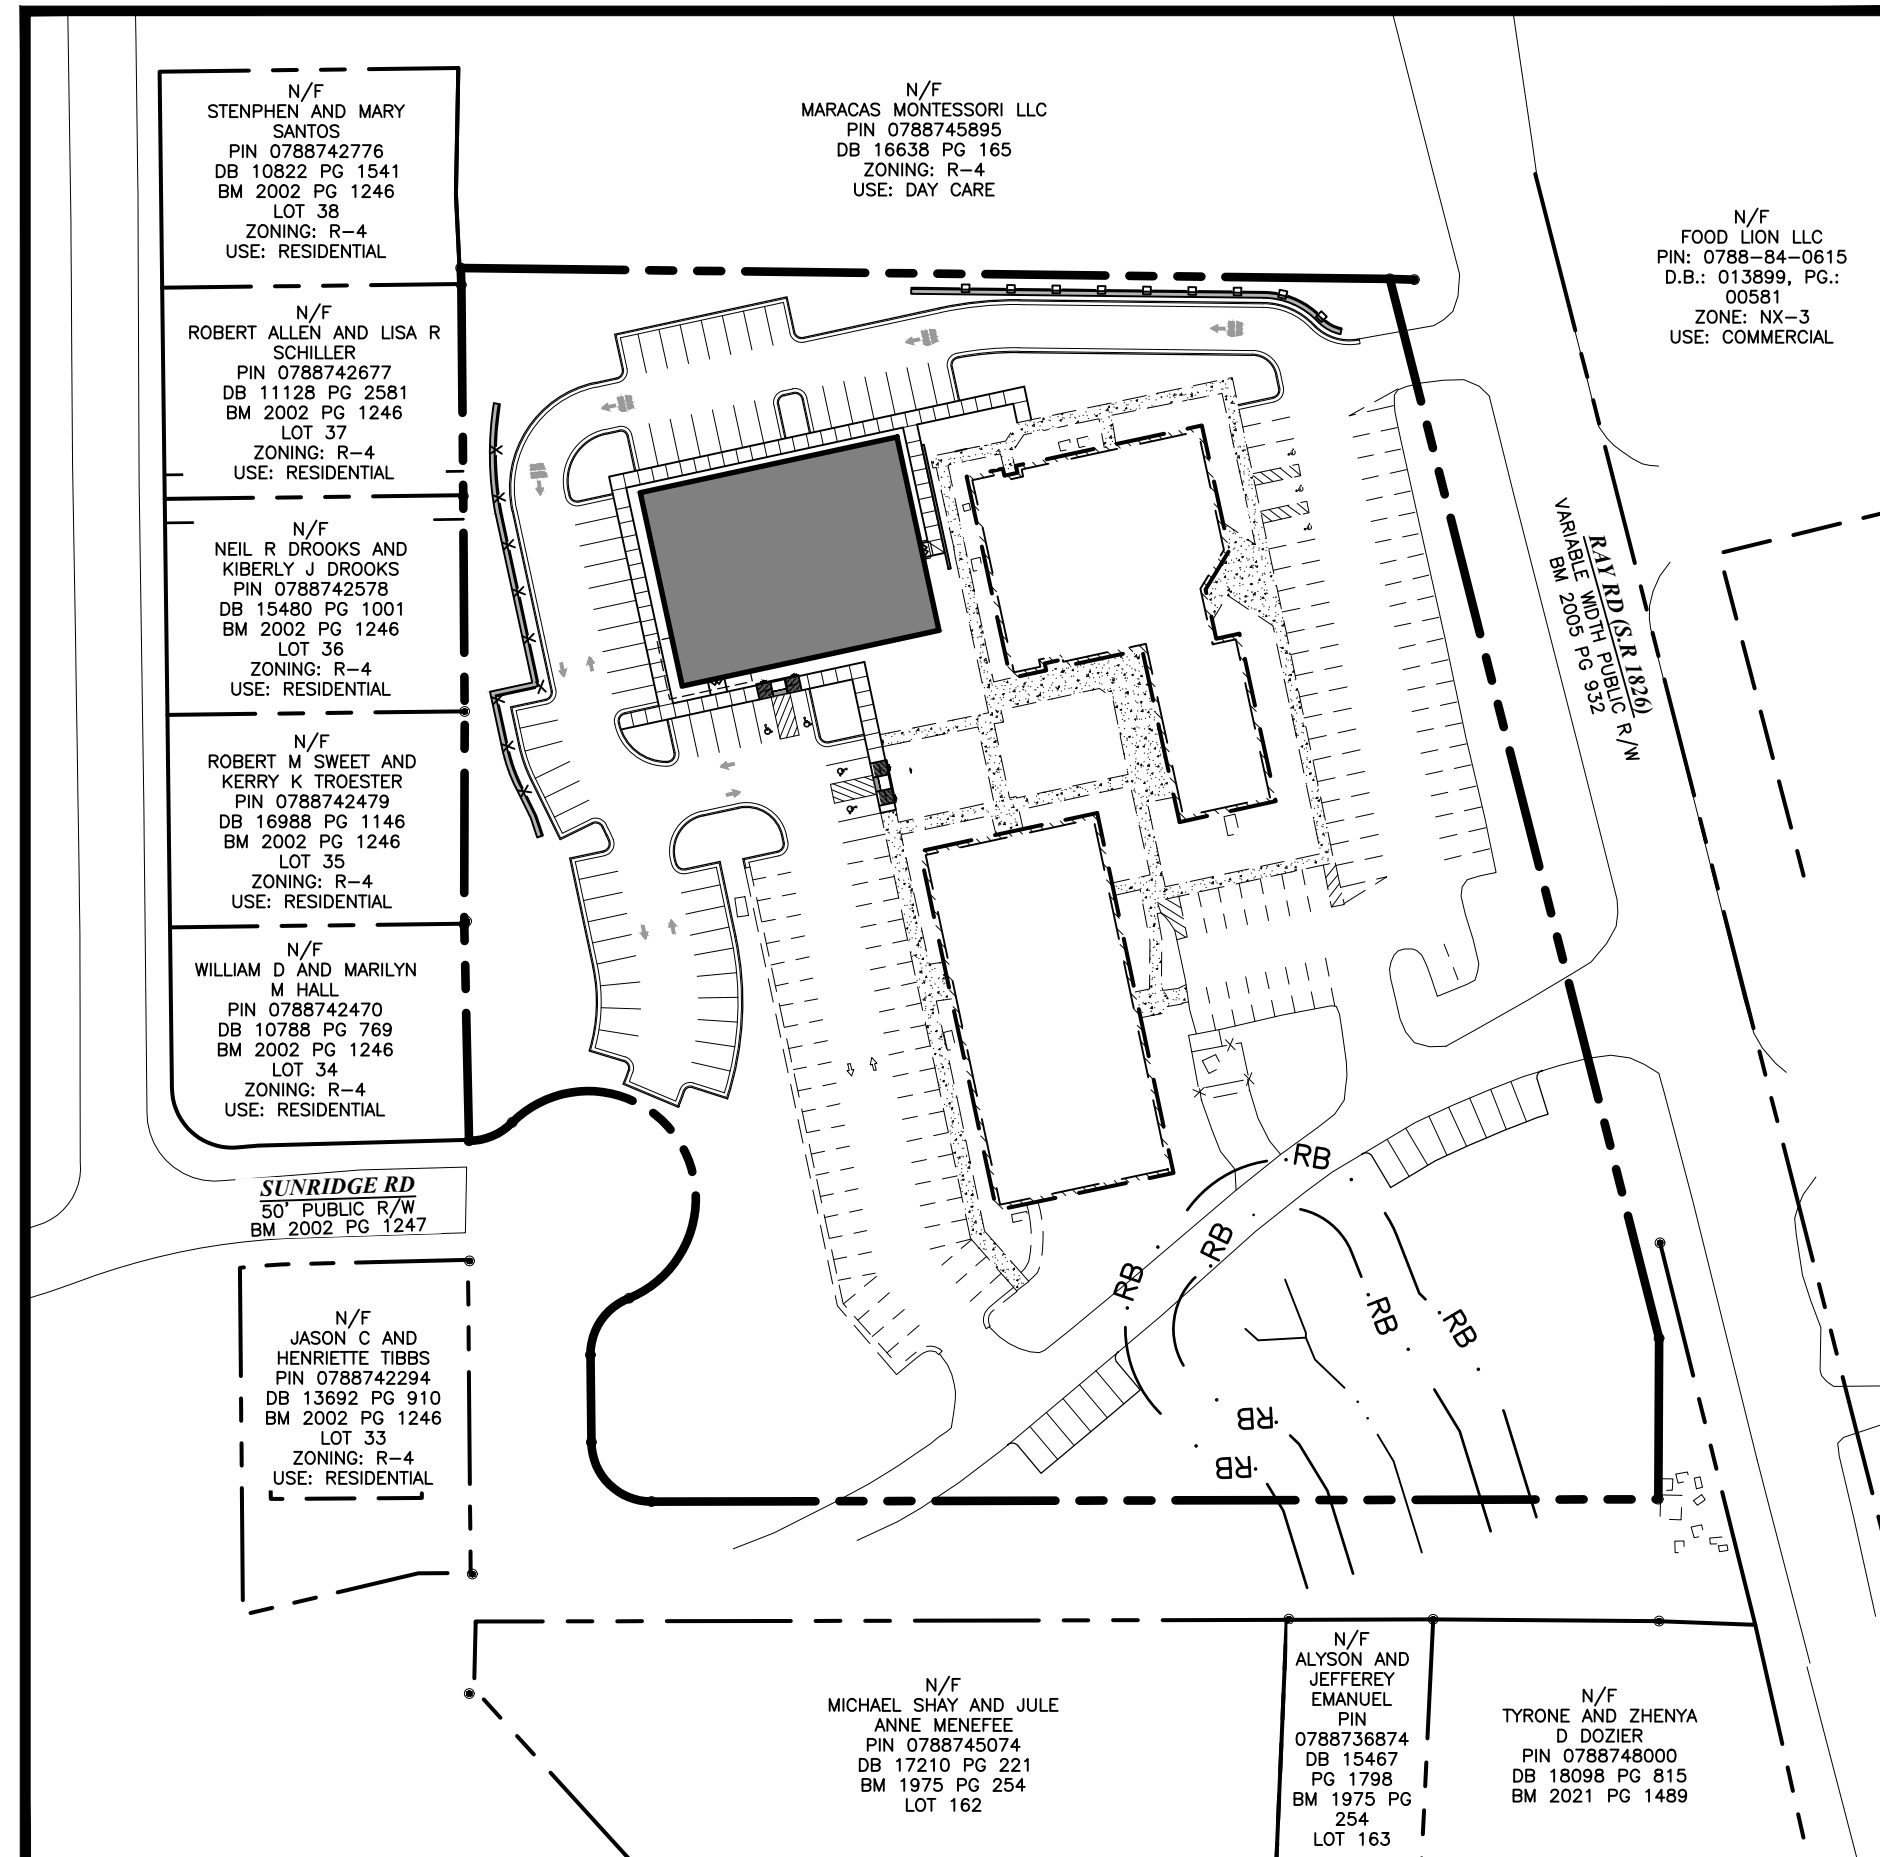 N/F
STENPHEN AND MARY
SANTOS
PIN 0788742776
DB 10822 PG 1541
BM 2002 PG 1246
LOT 38
ZONING: R-4
USE: RESIDENTIAL
N/F
MARACAS MONTESSORI LLC
PIN 0788745895
DB 16638 PG 165
ZONING: R-4
USE: DAY CARE
N/F
FOOD LION LLC
PIN: 0788-84-0615
D.B.: 013899, PG.:
00581
ZONE: NX-3
USE: COMMERCIAL
N/F
ROBERT ALLEN AND LISA R
SCHILLER
PIN 0788742677
DB 11128 PG 2581
BM 2002 PG 1246
LOT 37
ZONING: R-4
USE: RESIDENTIAL
N/F
NEIL R DROOKS AND
KIBERLY J DROOKS
PIN 0788742578
DB 15480 PG 1001
BM 2002 PG 1246
LOT 36
ZONING: R-4
USE: RESIDENTIAL
RAY RD (S.R 1826)
VARIABLE WIDTH PUBLIC R/W
BM 2005 PG 932
N/F
ROBERT M SWEET AND
KERRY K TROESTER
PIN 0788742479
DB 16988 PG 1146
BM 2002 PG 1246
LOT 35
ZONING: R-4
USE: RESIDENTIAL
N/F
WILLIAM D AND MARILYN
M HALL
PIN 0788742470
DB 10788 PG 769
BM 2002 PG 1246
LOT 34
ZONING: R-4
USE: RESIDENTIAL
SUNRIDGE RD
50' PUBLIC R/W
BM 2002 PG 1247
RB
RB
RB
RB
RB
RB
RB
N/F
JASON C AND
HENRIETTE TIBBS
PIN 0788742294
DB 13692 PG 910
BM 2002 PG 1246
LOT 33
ZONING: R-4
USE: RESIDENTIAL
N/F
MICHAEL SHAY AND JULE
ANNE MENEFEE
PIN 0788745074
DB 17210 PG 221
BM 1975 PG 254
LOT 162
N/F
ALYSON AND
JEFFEREY
EMANUEL
PIN
0788736874
DB 15467
PG 1798
BM 1975 PG
254
LOT 163
N/F
TYRONE AND ZHENYA
D DOZIER
PIN 0788748000
DB 18098 PG 815
BM 2021 PG 1489